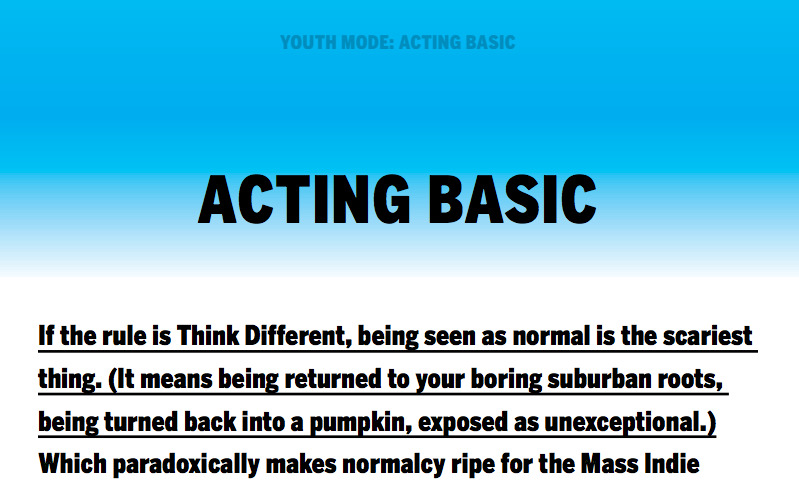 YOUTH MODE: ACTING BASIC
ACTING BASIC
If the rule is Think Different, being seen as normal is the scariest
thing. (It means being returned to your boring suburban roots,
being turned back into a pumpkin, exposed as unexceptional.)
Which paradoxically makes normalcy ripe for the Mass Indie